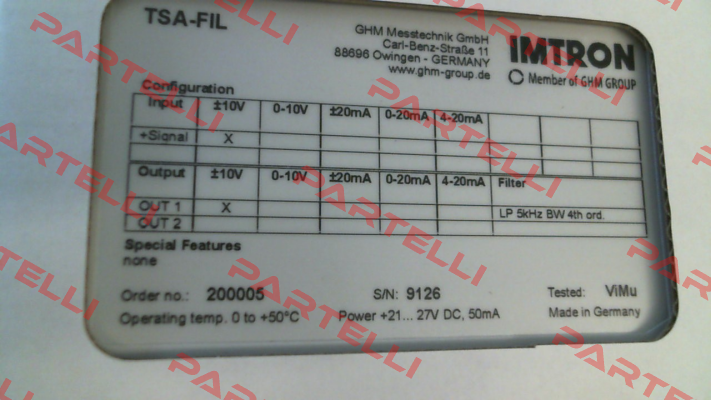 TSA-FIL
GHM Messtechnik GmbH
Carl-Benz-Straße 11
88696 Owingen - GERMANY
www.ghm-group.de
IMTRON
Member of GHM GROUP
Configuration
Input ±10V 0-10V ±20mA 0-20mA 4-20mA
+Signal X
Output ±10V 0-10V ±20mA 0-20mA 4-20mA Filter
OUT 1 X LP 5kHz BW 4th ord.
OUT 2
Special Features
none
Order no.: 200005 S/N: 9126 Tested: ViMu
Operating temp. 0 to +50°C Power +21... 27V DC, 50mA Made in Germany
PARTELLI
PARTELLI
PARTELLI
PARTELLI
PARTELLI
PARTELLI
PARTELLI
PARTELLI
PARTELLI